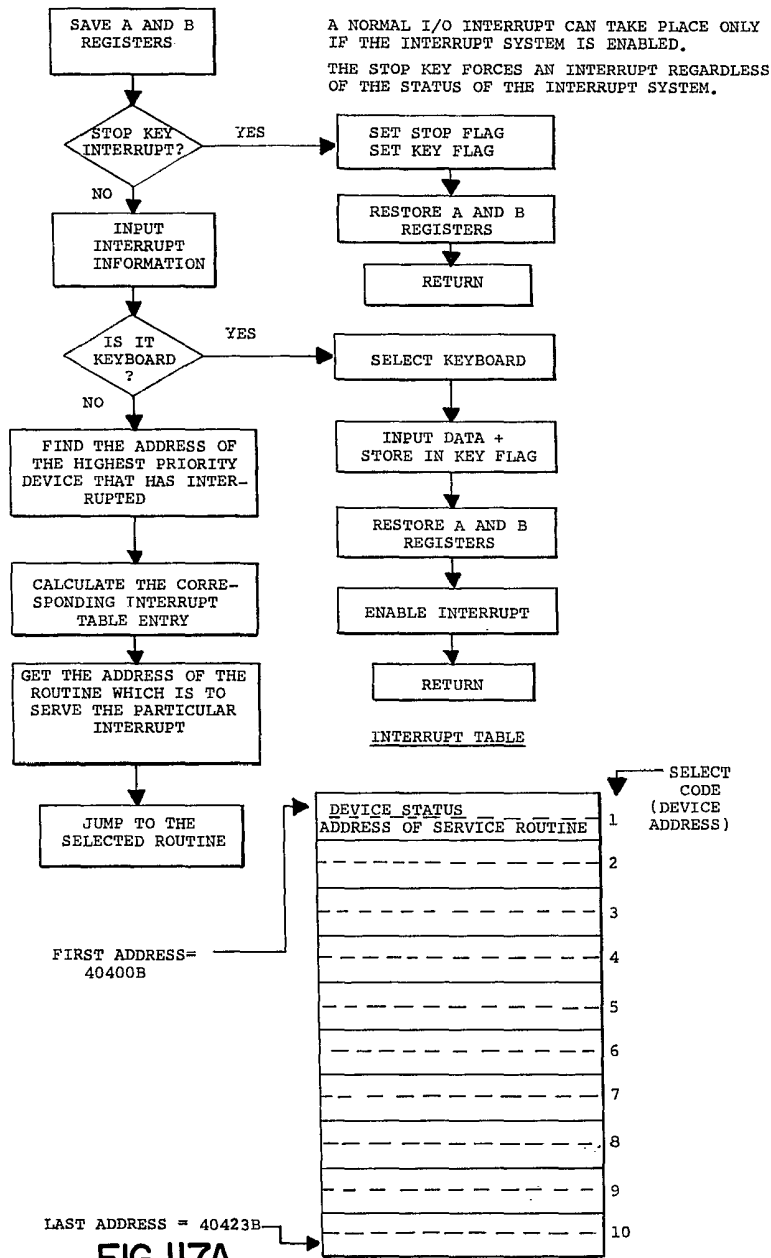 SAVE A AND B
REGISTERS
A NORMAL I/O INTERRUPT CAN TAKE PLACE ONLY
IF THE INTERRUPT SYSTEM IS ENABLED.
THE STOP KEY FORCES AN INTERRUPT REGARDLESS
OF THE STATUS OF THE INTERRUPT SYSTEM.
STOP KEY
INTERRUPT?
YES
SET STOP FLAG
SET KEY FLAG
NO
RESTORE A AND B
REGISTERS
INPUT
INTERRUPT
INFORMATION
RETURN
IS IT
KEYBOARD
?
YES
SELECT KEYBOARD
NO
FIND THE ADDRESS OF
THE HIGHEST PRIORITY
DEVICE THAT HAS INTER-
RUPTED
INPUT DATA +
STORE IN KEY FLAG
RESTORE A AND B
REGISTERS
CALCULATE THE CORRE-
SPONDING INTERRUPT
TABLE ENTRY
ENABLE INTERRUPT
GET THE ADDRESS OF THE
ROUTINE WHICH IS TO
SERVE THE PARTICULAR
INTERRUPT
RETURN
JUMP TO THE
SELECTED ROUTINE
INTERRUPT TABLE
SELECT
CODE
(DEVICE
ADDRESS)
DEVICE STATUS
ADDRESS OF SERVICE ROUTINE
1
2
3
4
5
6
7
8
9
10
FIRST ADDRESS=
40400B
LAST ADDRESS = 40423B
FIG 117A